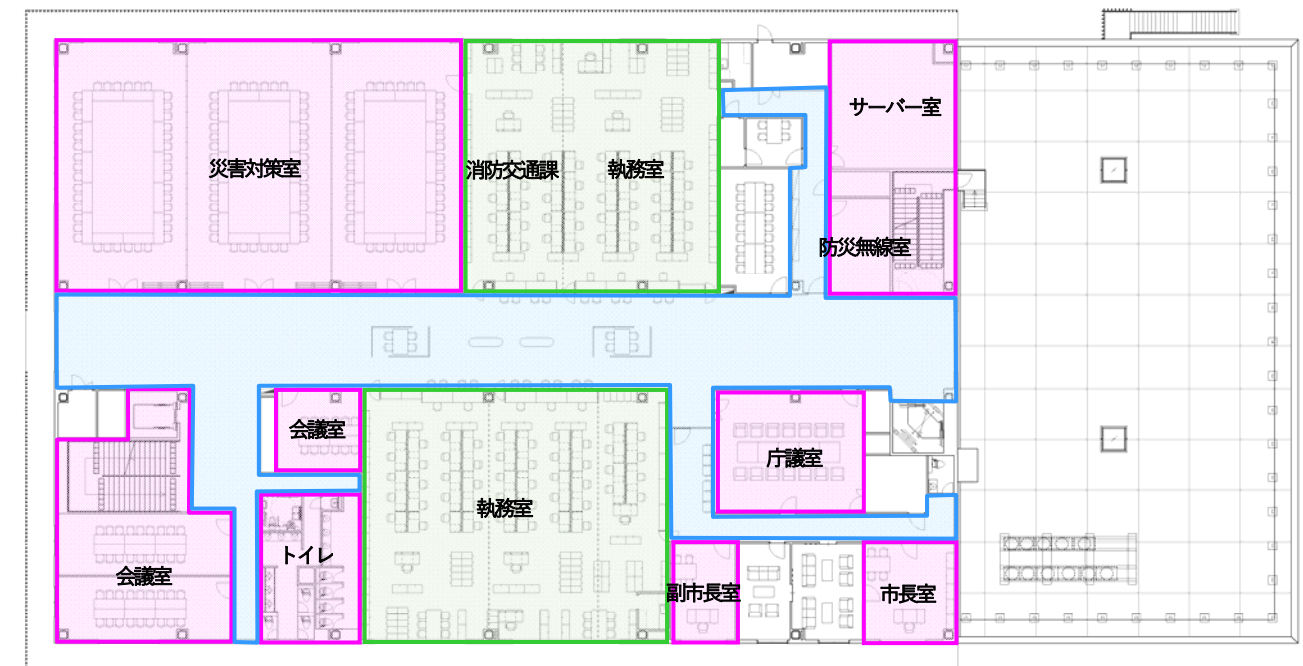 サーバー室
災害対策室
消防交通課
執務室
防災無線室
会議室
庁議室
執務室
トイレ
会議室
副市長室
市長室